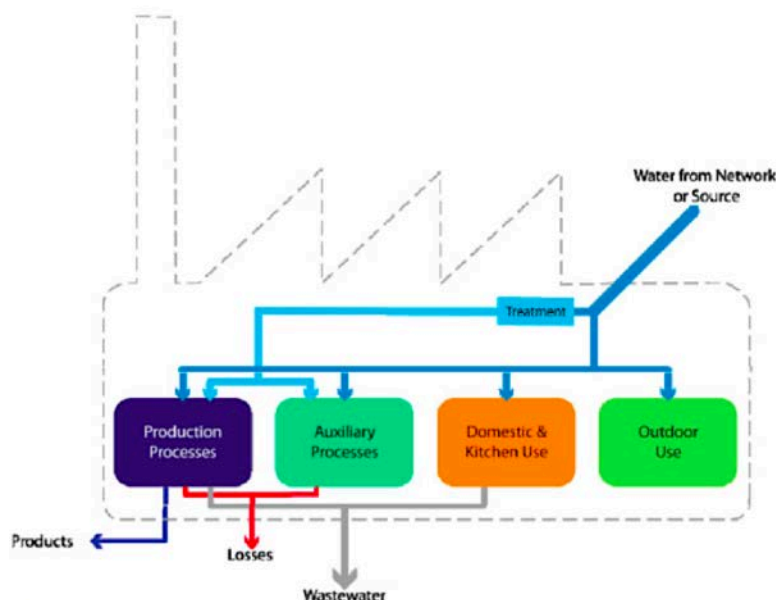 Water from Network
or Source
Treatment
Production
Processes
Auxiliary
Processes
Domestic &
Kitchen Use
Outdoor
Use
Products
Losses
Wastewater